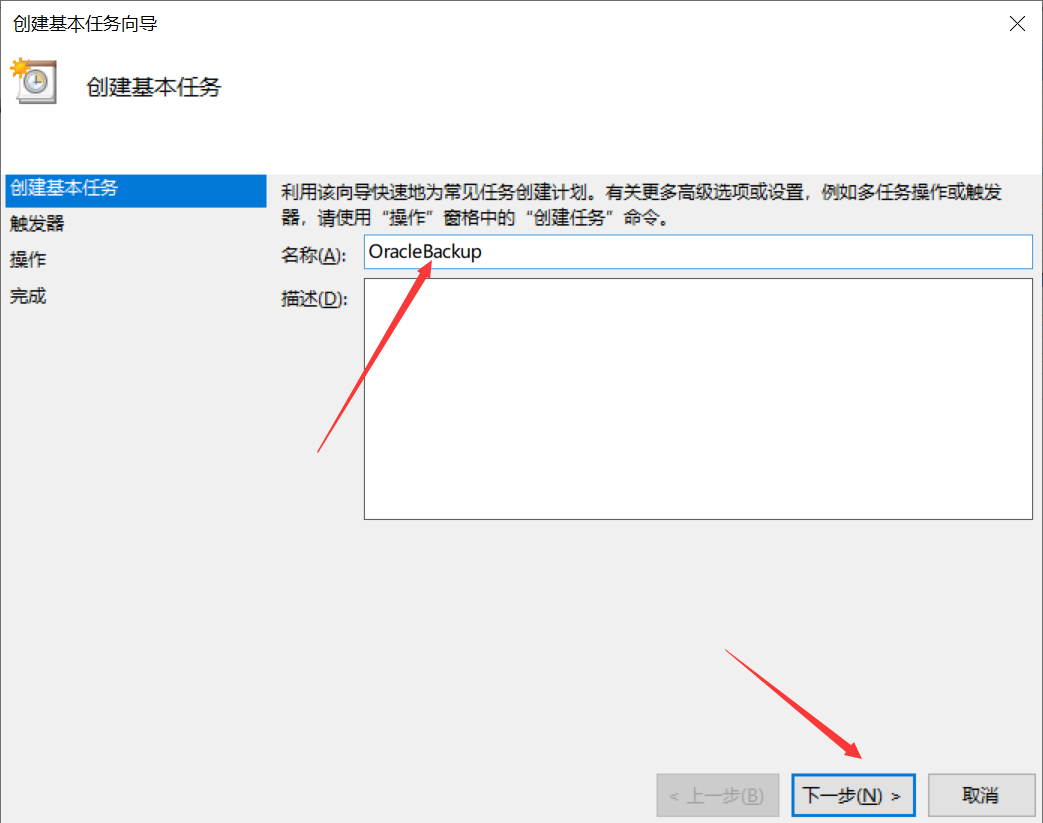 创建基本任务向导
创建基本任务
创建基本任务
触发器
操作
完成
利用该向导快速地为常见任务创建计划。有关更多高级选项或设置，例如多任务操作或触发
器，请使用“操作”窗格中的“创建任务”命令。
名称(A): OracleBackup
描述(D):
< 上一步(B) 下一步(N) > 取消